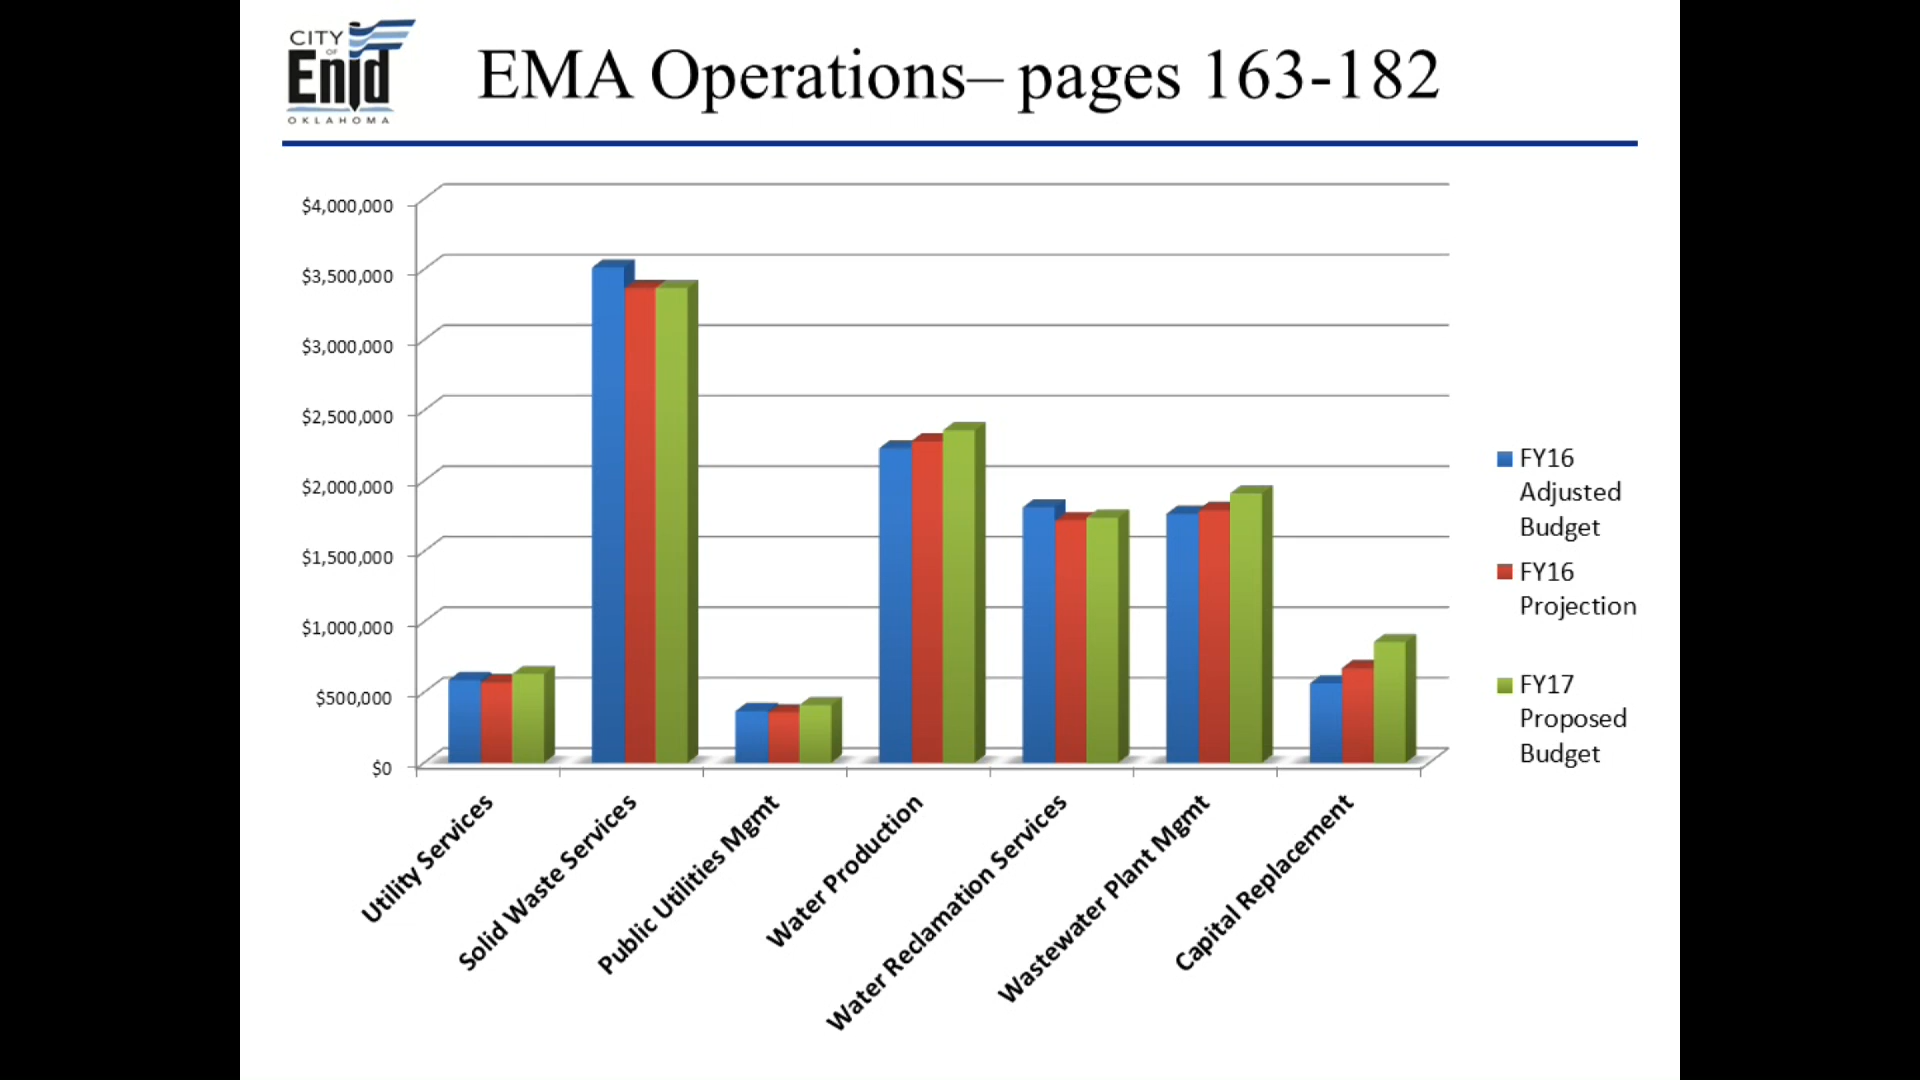 CITY
OF
Enid
OKLAHOMA
EMA Operations– pages 163-182
$4,000,000
$3,500,000
$3,000,000
$2,500,000
$2,000,000
$1,500,000
$1,000,000
$500,000
$0
Utility Services
Solid Waste Services
Public Utilities Mgmt
Water Production
Water Reclamation Services
Wastewater Plant Mgmt
Capital Replacement
FY16
Adjusted
Budget
FY16
Projection
FY17
Proposed
Budget